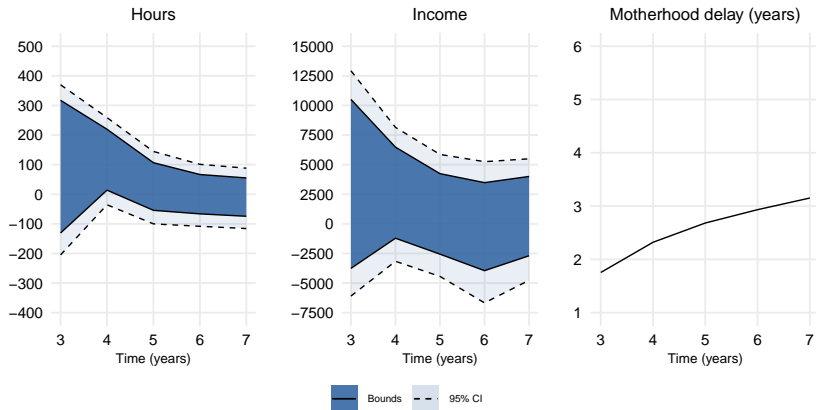 Hours
500
400
300
200
100
0
−100
−200
−300
−400
3 4 5 6 7
Time (years)
Income
15000
12500
10000
7500
5000
2500
0
−2500
−5000
−7500
3 4 5 6 7
Time (years)
Motherhood delay (years)
6
5
4
3
2
1
3 4 5 6 7
Time (years)
Bounds 95% CI